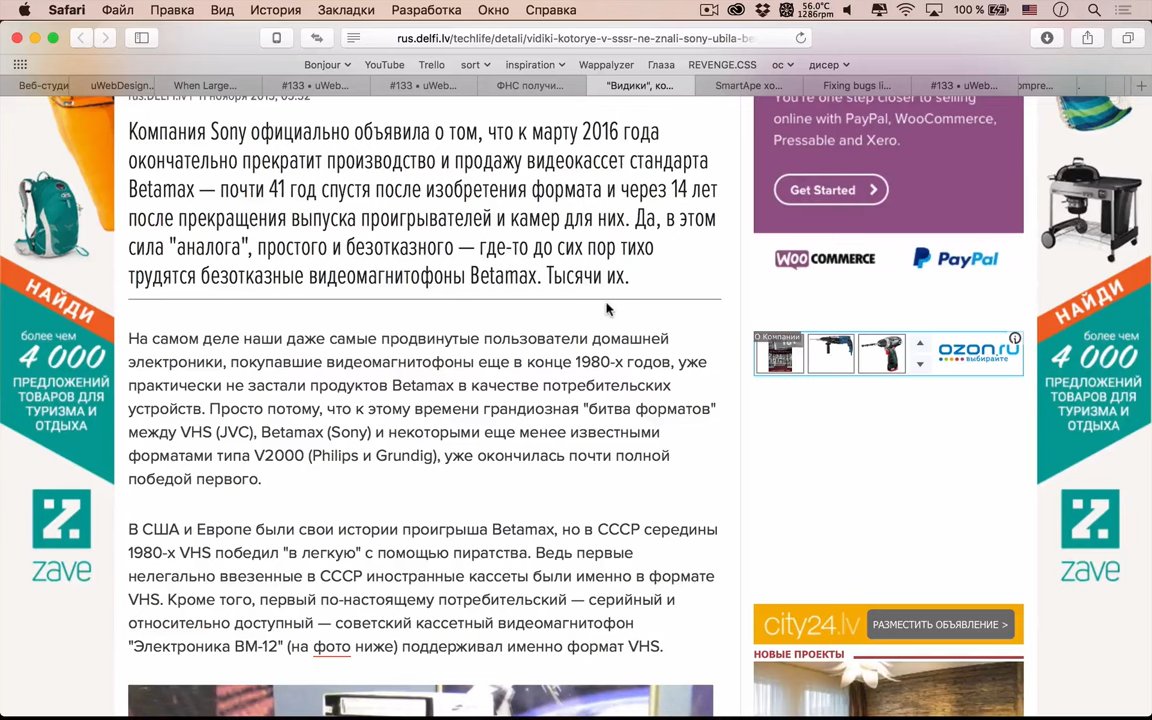 Safari Файл Правка Вид История Закладки Разработка Окно Справка
56.0°C
1286rpm
100 %
rus.delfi.lv/techlife/detali/vidiki-kotorye-v-sssr-ne-znali-sony-ubila-be
Bonjour YouTube Trello sort inspiration Wappalyzer Глаза REVENGE.CSS ос дисер
Веб-студи uWebDesign... When Large... #133 • uWeb... #133 • uWeb... ФНС получи... "Видики", ко... SmartApe хо... Fixing bugs li... #133 • uWeb...
Компания Sony официально объявила о том, что к марту 2016 года
окончательно прекратит производство и продажу видеокассет стандарта
Betamax — почти 41 год спустя после изобретения формата и через 14 лет
после прекращения выпуска проигрывателей и камер для них. Да, в этом
сила "аналога", простого и безотказного — где-то до сих пор тихо
трудятся безотказные видеомагнитофоны Betamax. Тысячи их.
На самом деле наши даже самые продвинутые пользователи домашней
электроники, покупавшие видеомагнитофоны еще в конце 1980-х годов, уже
практически не застали продуктов Betamax в качестве потребительских
устройств. Просто потому, что к этому времени грандиозная "битва форматов"
между VHS (JVC), Betamax (Sony) и некоторыми еще менее известными
форматами типа V2000 (Philips и Grundig), уже окончилась почти полной
победой первого.
В США и Европе были свои истории проигрыша Betamax, но в СССР середины
1980-х VHS победил "в легкую" с помощью пиратства. Ведь первые
нелегально ввезенные в СССР иностранные кассеты были именно в формате
VHS. Кроме того, первый по-настоящему потребительский — серийный и
относительно доступный — советский кассетный видеомагнитофон
"Электроника ВМ-12" (на фото ниже) поддерживал именно формат VHS.
You're one step closer to selling
online with PayPal, WooCommerce,
Pressable and Xero.
Get Started
WOO COMMERCE PayPal
О Компании
OZON.ru
выбирайте
city24.lv РАЗМЕСТИТЬ ОБЪЯВЛЕНИЕ >
НОВЫЕ ПРОЕКТЫ
НАЙДИ
более чем
4 000
ПРЕДЛОЖЕНИЙ
ТОВАРОВ ДЛЯ
ТУРИЗМА И
ОТДЫХА
zave
НАЙДИ
более чем
4 000
ПРЕДЛОЖЕНИЙ
ТОВАРОВ ДЛЯ
ТУРИЗМА И
ОТДЫХА
zave